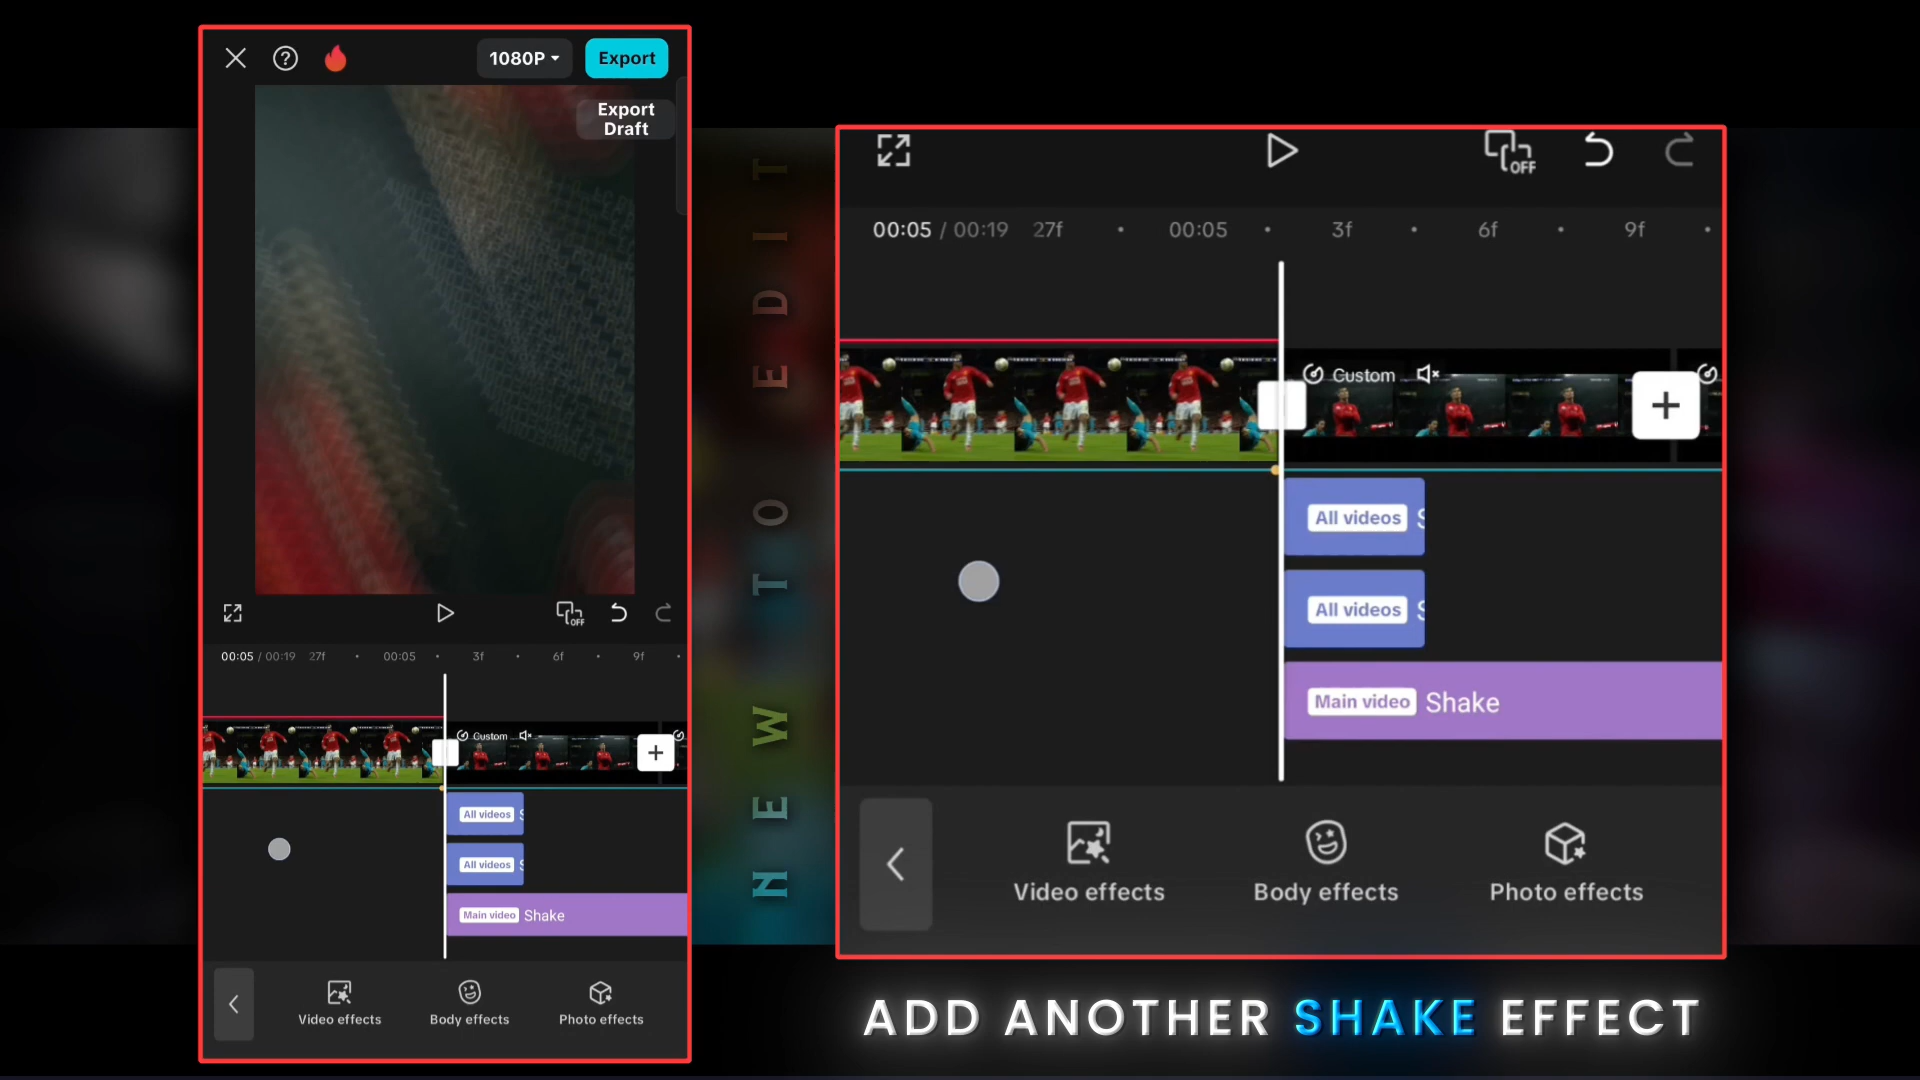 1080P
Export
Export
Draft
OFF
00:05 / 00:19 27f 00:05 3f 6f 9f
Custom
All videos
All videos
Main video Shake
Video effects
Body effects
Photo effects
NEW TO EDIT
OFF
00:05 / 00:19 27f 00:05 3f 6f 9f
Custom
All videos
All videos
Main video Shake
Video effects
Body effects
Photo effects
ADD ANOTHER SHAKE EFFECT